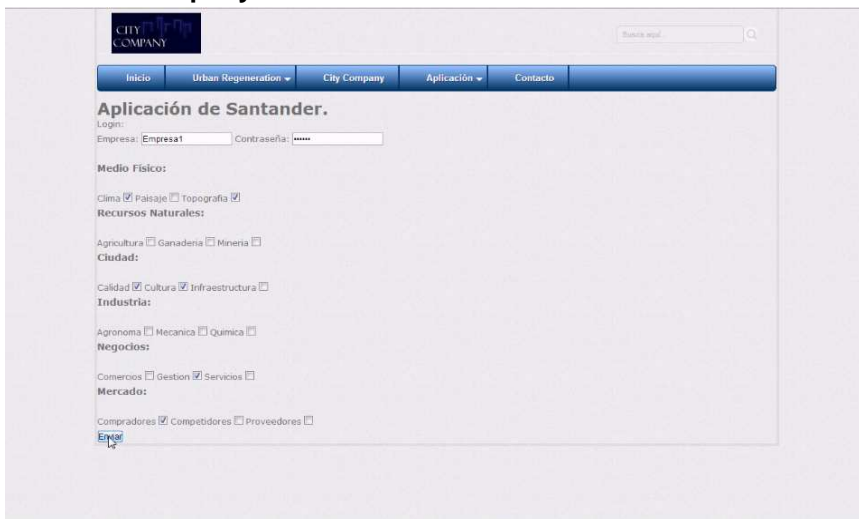 CITY
COMPANY
Busca aquí...
Inicio Urban Regeneration City Company Aplicación Contacto
Aplicación de Santander.
Login:
Empresa: Empresa1 Contraseña: ••••••
Medio Físico:
Clima Paisaje Topografia
Recursos Naturales:
Agricultura Ganaderia Mineria
Ciudad:
Calidad Cultura Infraestructura
Industria:
Agronoma Mecanica Quimica
Negocios:
Comercios Gestion Servicios
Mercado:
Compradores Competidores Proveedores
Enviar